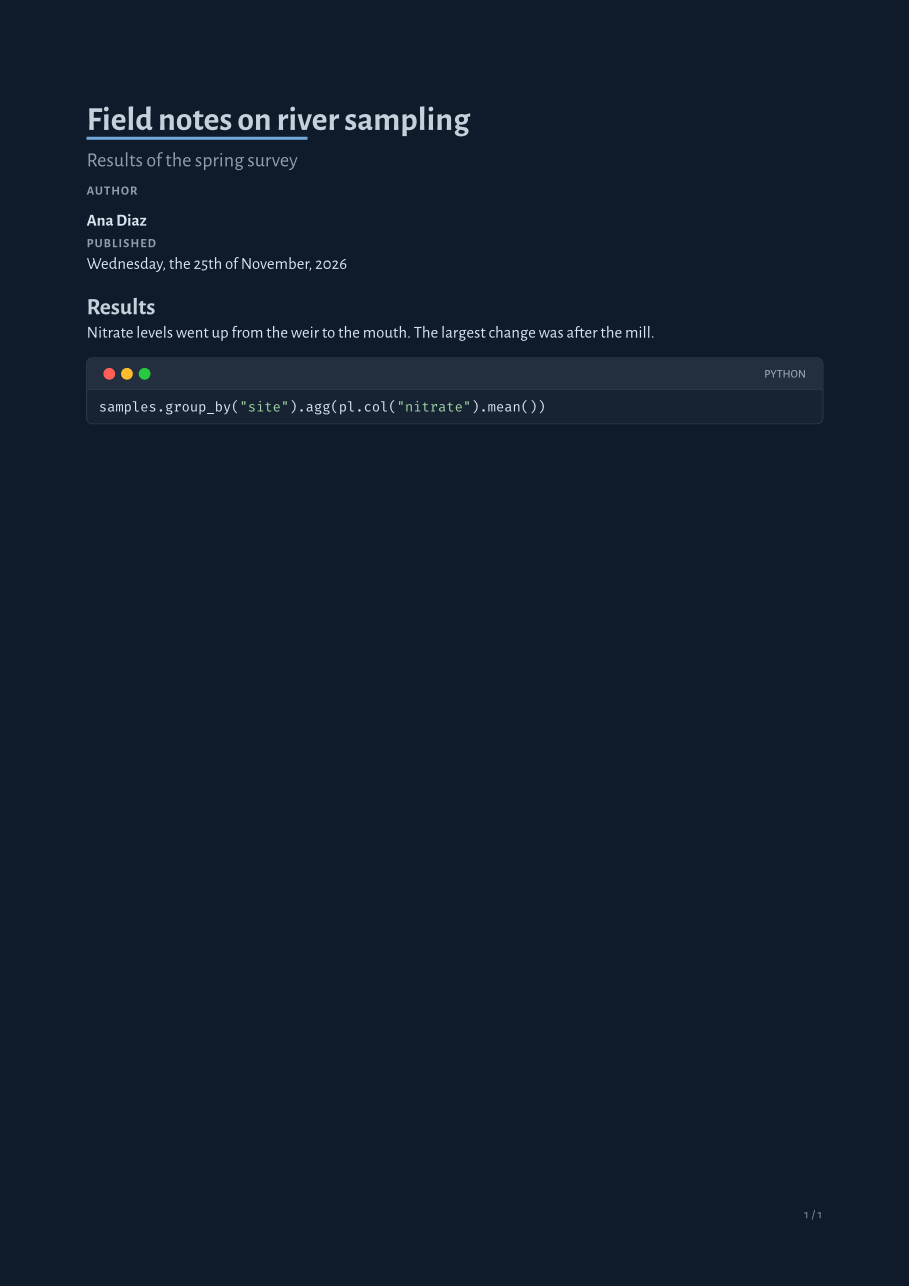 Field notes on river sampling
Results of the spring survey
AUTHOR
Ana Diaz
PUBLISHED
Wednesday, the 25th of November, 2026
Results
Nitrate levels went up from the weir to the mouth. The largest change was after the mill.
PYTHON
samples.group_by("site").agg(pl.col("nitrate").mean())
1 / 1